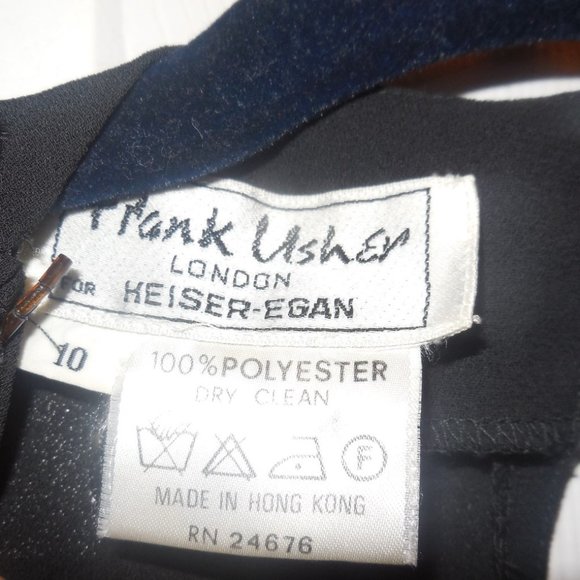 Frank Usher
LONDON
FOR HEISER-EGAN
10
100% POLYESTER
DRY CLEAN
F
MADE IN HONG KONG
RN 24676